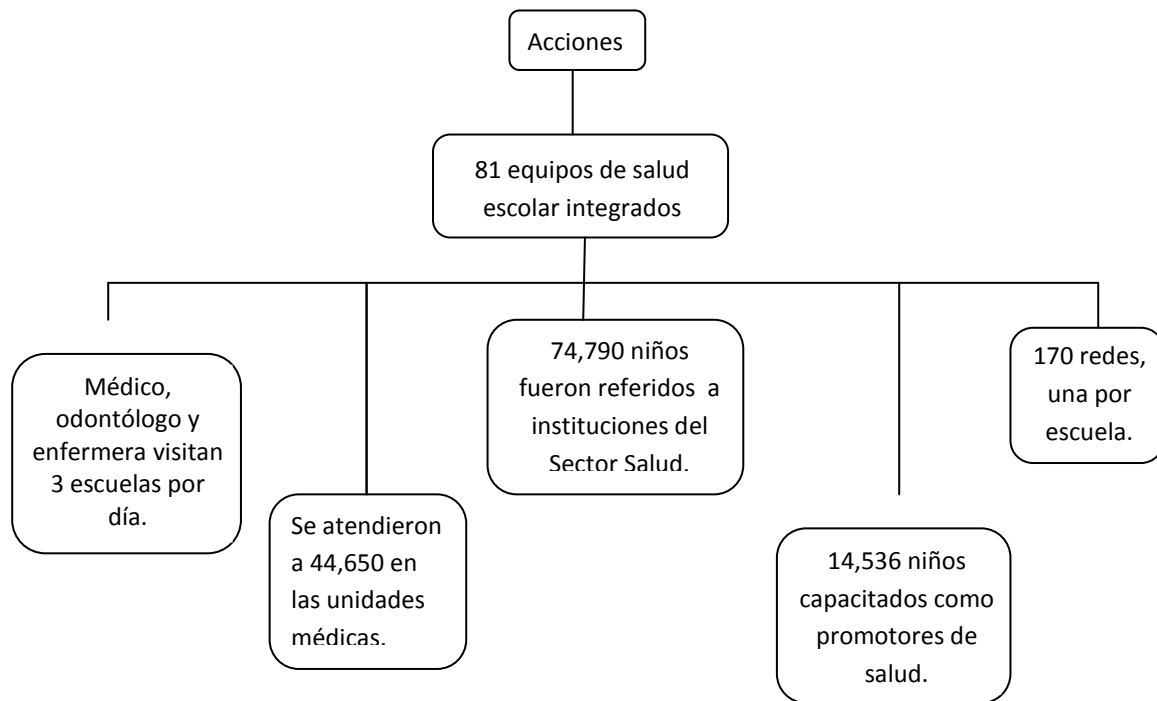 Acciones
81 equipos de salud
escolar integrados
Médico,
odontólogo y
enfermera visitan
3 escuelas por
día.
Se atendieron
a 44,650 en
las unidades
médicas.
74,790 niños
fueron referidos a
instituciones del
Sector Salud.
14,536 niños
capacitados como
promotores de
salud.
170 redes,
una por
escuela.